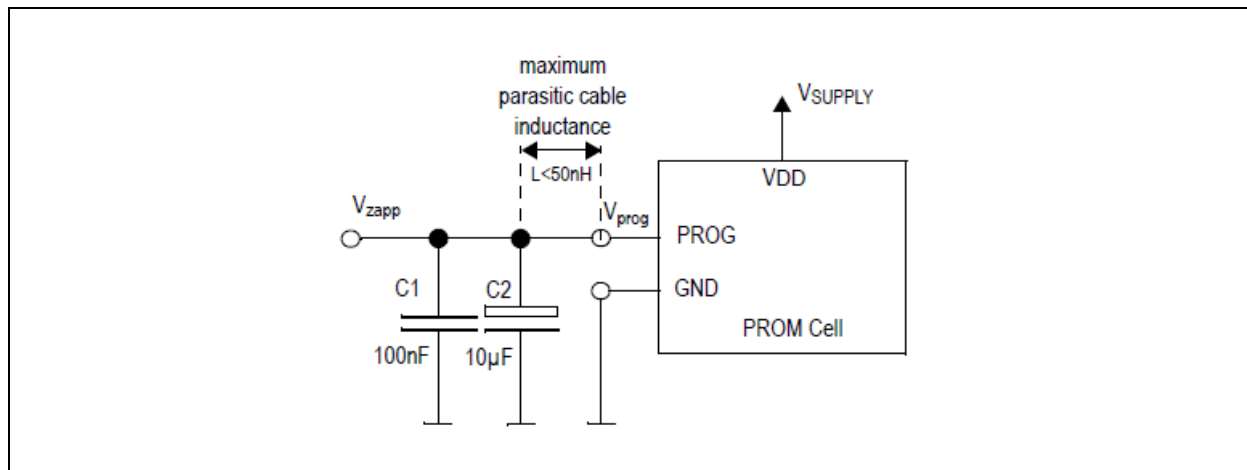 maximum
parasitic cable
inductance
L<50nH
VSUPPLY
VDD
Vzapp
Vprog
PROG
C1
C2
GND
PROM Cell
100nF
10µF